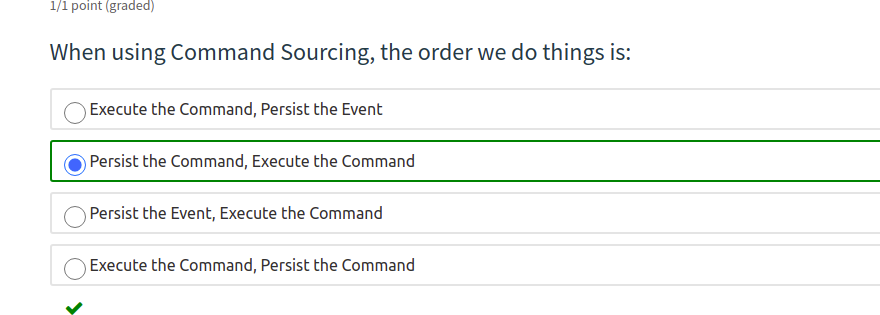 1/1 point (graded)
When using Command Sourcing, the order we do things is:
Execute the Command, Persist the Event
Persist the Command, Execute the Command
Persist the Event, Execute the Command
Execute the Command, Persist the Command